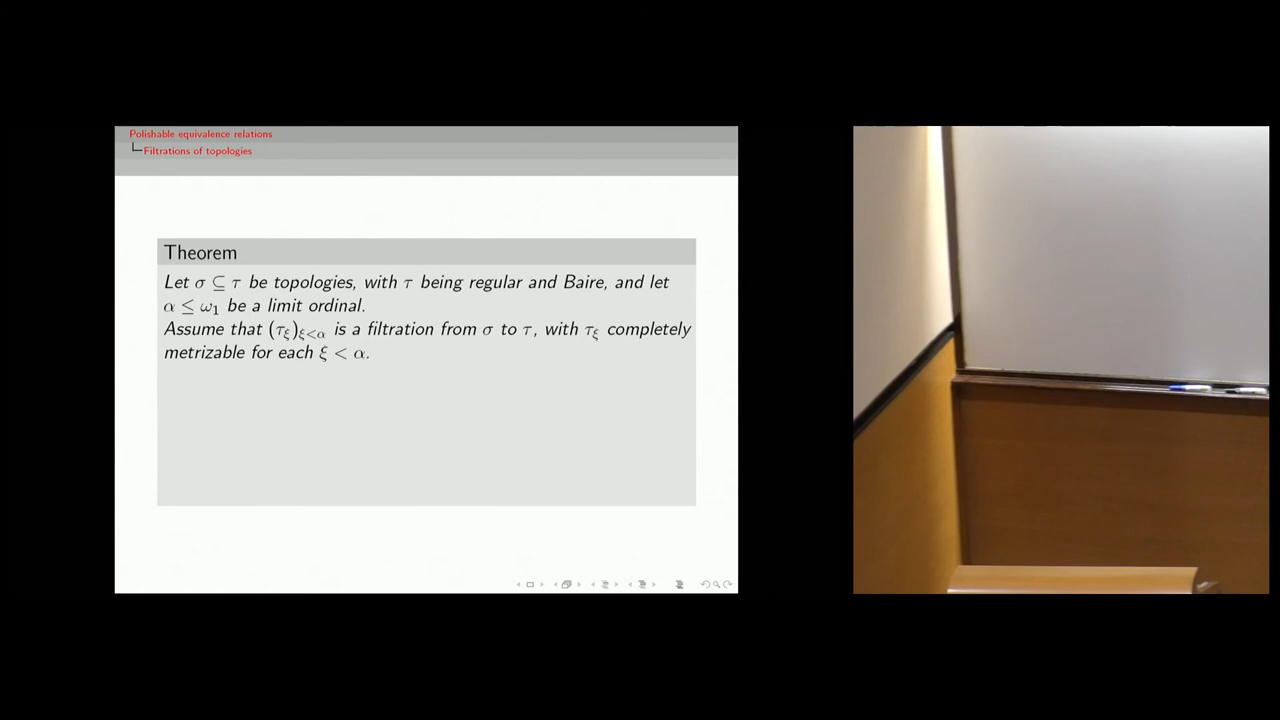 Polishable equivalence relations
Filtrations of topologies
Theorem
Let σ ⊆ τ be topologies, with τ being regular and Baire, and let
α ≤ ω₁ be a limit ordinal.
Assume that (τ_ξ)_{ξ<α} is a filtration from σ to τ, with τ_ξ completely
metrizable for each ξ < α.